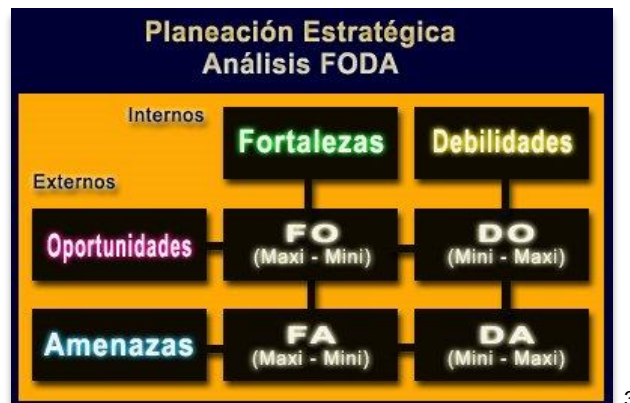 Planeación Estratégica
Análisis FODA
Internos
Fortalezas
Debilidades
Externos
Oportunidades
FO
(Maxi - Mini)
DO
(Mini - Maxi)
Amenazas
FA
(Maxi - Mini)
DA
(Mini - Maxi)
3